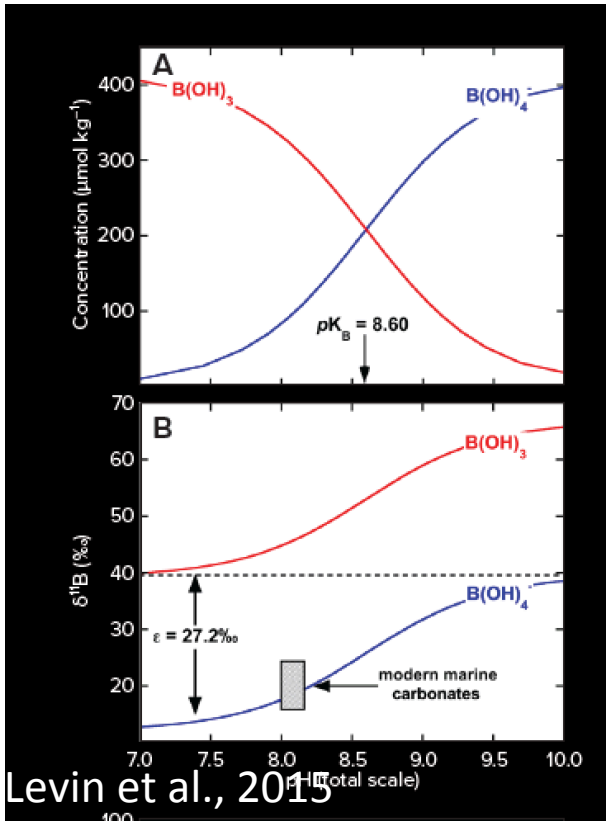 A
B(OH)₃
B(OH)₄
400
300
200
100
Concentration (μmol kg⁻¹)
pK_B = 8.60
B
70
60
50
40
30
20
δ¹¹B (‰)
B(OH)₃
B(OH)₄
ε = 27.2‰
modern marine
carbonates
7.0 7.5 8.0 8.5 9.0 9.5 10.0
Levin et al., 2015
(total scale)
100